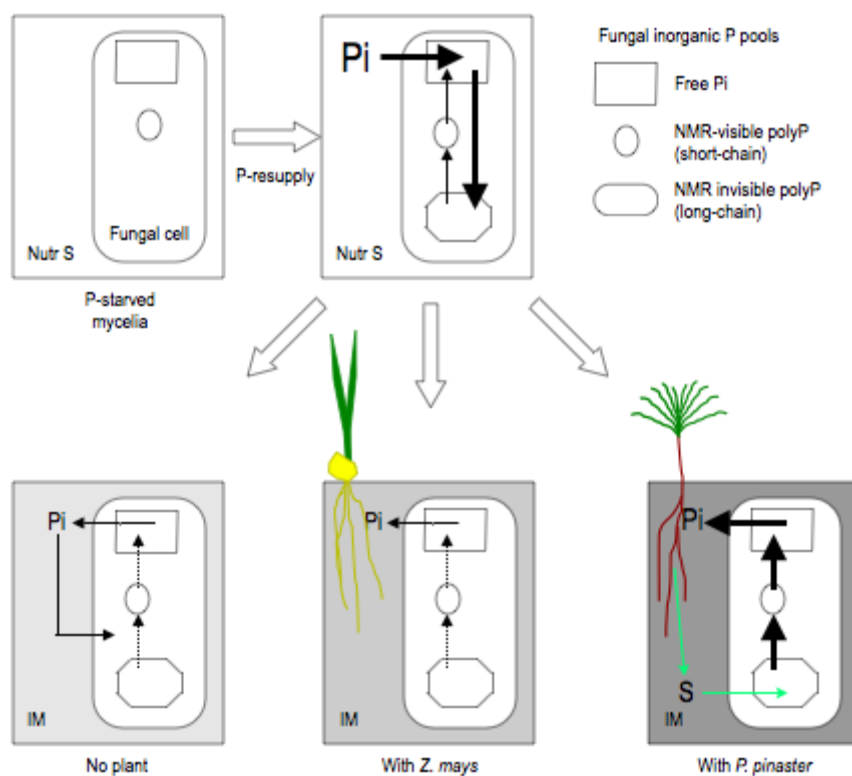 Pi
Fungal inorganic P pools
Free Pi
NMR-visible polyP
(short-chain)
NMR invisible polyP
(long-chain)
P-resupply
Fungal cell
Nutr S
Nutr S
P-starved
mycelia
Pi
Pi
Pi
S
IM
IM
IM
No plant
With Z. mays
With P. pinaster